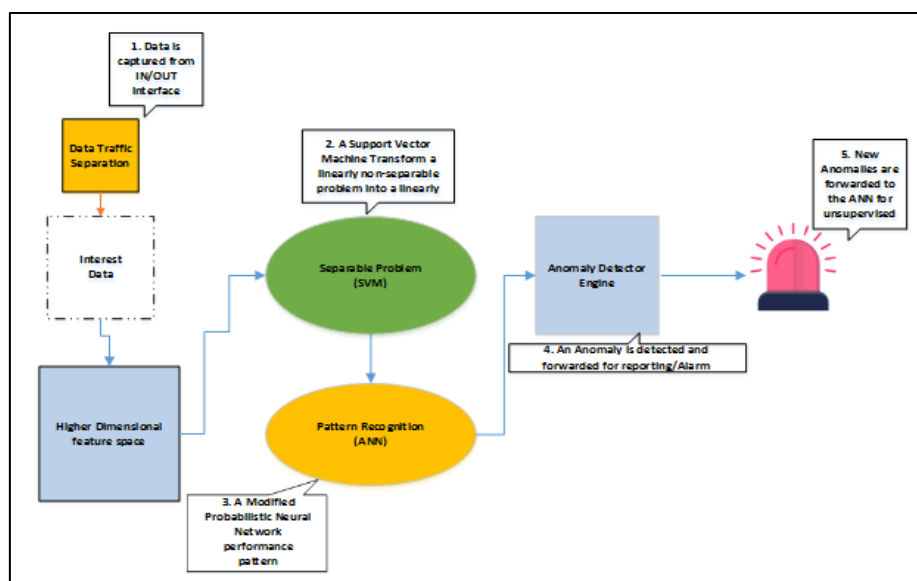 1. Data is
captured from
IN/OUT
Interface
Data Traffic
Separation
2. A Support Vector
Machine Transform a
linearly non-separable
problem into a linearly
5. New
Anomalies are
forwarded to
the ANN for
unsupervised
Interest
Data
Separable Problem
(SVM)
Anomaly Detector
Engine
4. An Anomaly is detected and
forwarded for reporting/Alarm
Higher Dimensional
feature space
Pattern Recognition
(ANN)
3. A Modified
Probabilistic Neural
Network
performance
pattern